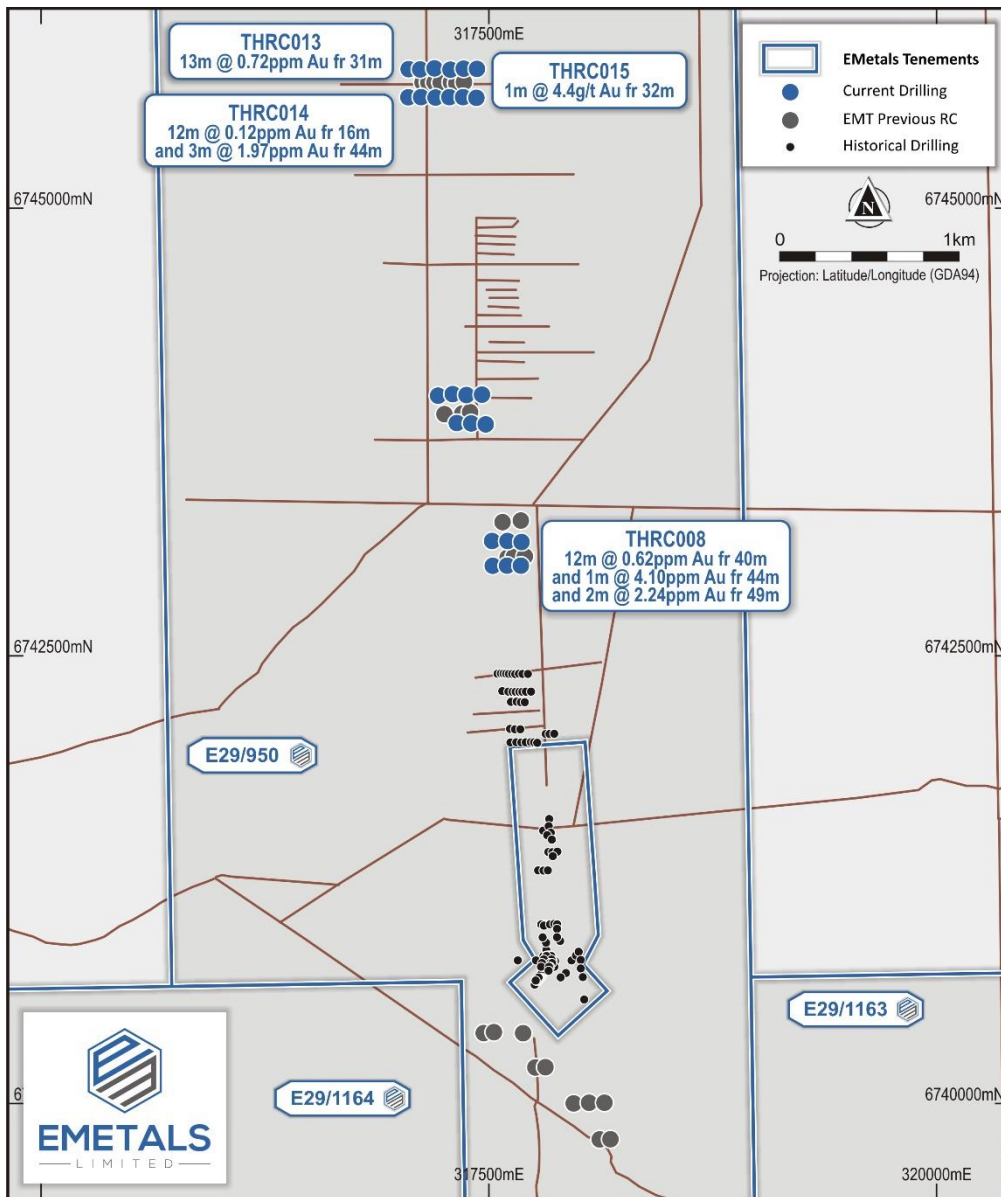 317500mE
THRC013
13m @ 0.72ppm Au fr 31m
THRC015
1m @ 4.4g/t Au fr 32m
THRC014
12m @ 0.12ppm Au fr 16m
and 3m @ 1.97ppm Au fr 44m
EMetals Tenements
Current Drilling
EMT Previous RC
Historical Drilling
6745000mN
6745000mN
N
0 1km
Projection: Latitude/Longitude (GDA94)
THRC008
12m @ 0.62ppm Au fr 40m
and 1m @ 4.10ppm Au fr 44m
and 2m @ 2.24ppm Au fr 49m
6742500mN
6742500mN
E29/950
E29/1163
E29/1164
6740000mN
EMETALS
LIMITED
317500mE
320000mE